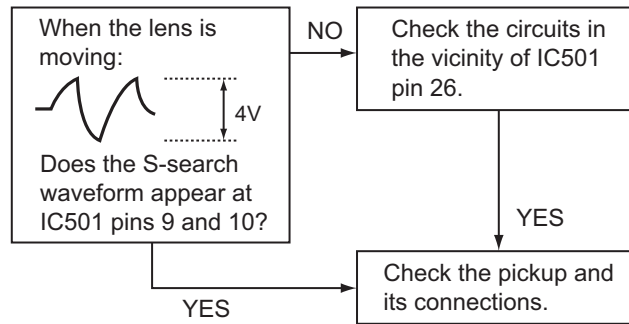 When the lens is
moving:
4V
Does the S-search
waveform appear at
IC501 pins 9 and 10?
NO
Check the circuits in
the vicinity of IC501
pin 26.
YES
YES
Check the pickup and
its connections.